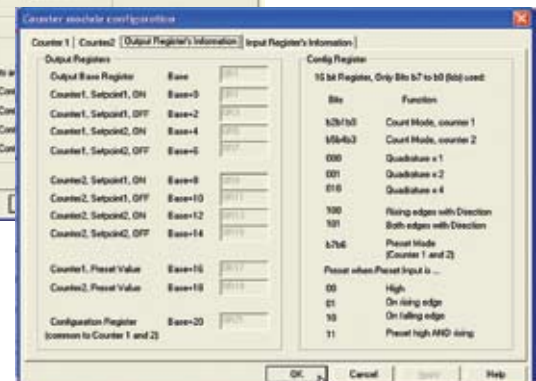 Counter module configuration
Counter 1 Counter2 Output Register's Information Input Register's Information
Output Registers
Output Base Register Base
Counter1, Setpoint1, ON Base+0
Counter1, Setpoint1, OFF Base+2
Counter1, Setpoint2, ON Base+4
Counter1, Setpoint2, OFF Base+6
Counter2, Setpoint1, ON Base+8
Counter2, Setpoint1, OFF Base+10
Counter2, Setpoint2, ON Base+12
Counter2, Setpoint2, OFF Base+14
Counter1, Preset Value Base+16
Counter2, Preset Value Base+18
Configuration Register Base+20
(common to Counter 1 and 2)
Config Register
16 bit Register, Only Bits b7 to b0 (lsb) used:
Bits Function
b2b1b0 Count Mode, counter 1
b5b4b3 Count Mode, counter 2
000 Quadrature x 1
001 Quadrature x 2
010 Quadrature x 4
100 Rising edges with Direction
101 Both edges with Direction
b7b6 Preset Mode
(Counter 1 and 2)
Preset when Preset Input is ...
00 High
01 On rising edge
10 On falling edge
11 Preset high AND rising
OK Cancel Apply Help